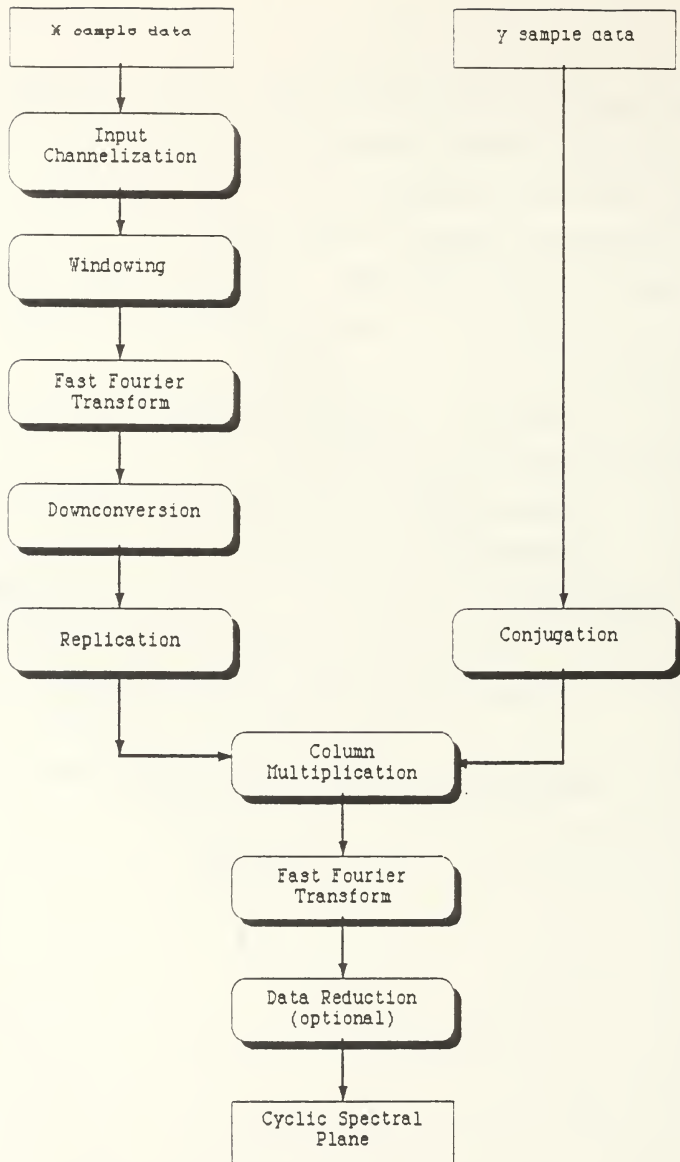 X sample data
y sample data
Input
Channelization
Windowing
Fast Fourier
Transform
Downconversion
Replication
Conjugation
Column
Multiplication
Fast Fourier
Transform
Data Reduction
(optional)
Cyclic Spectral
Plane